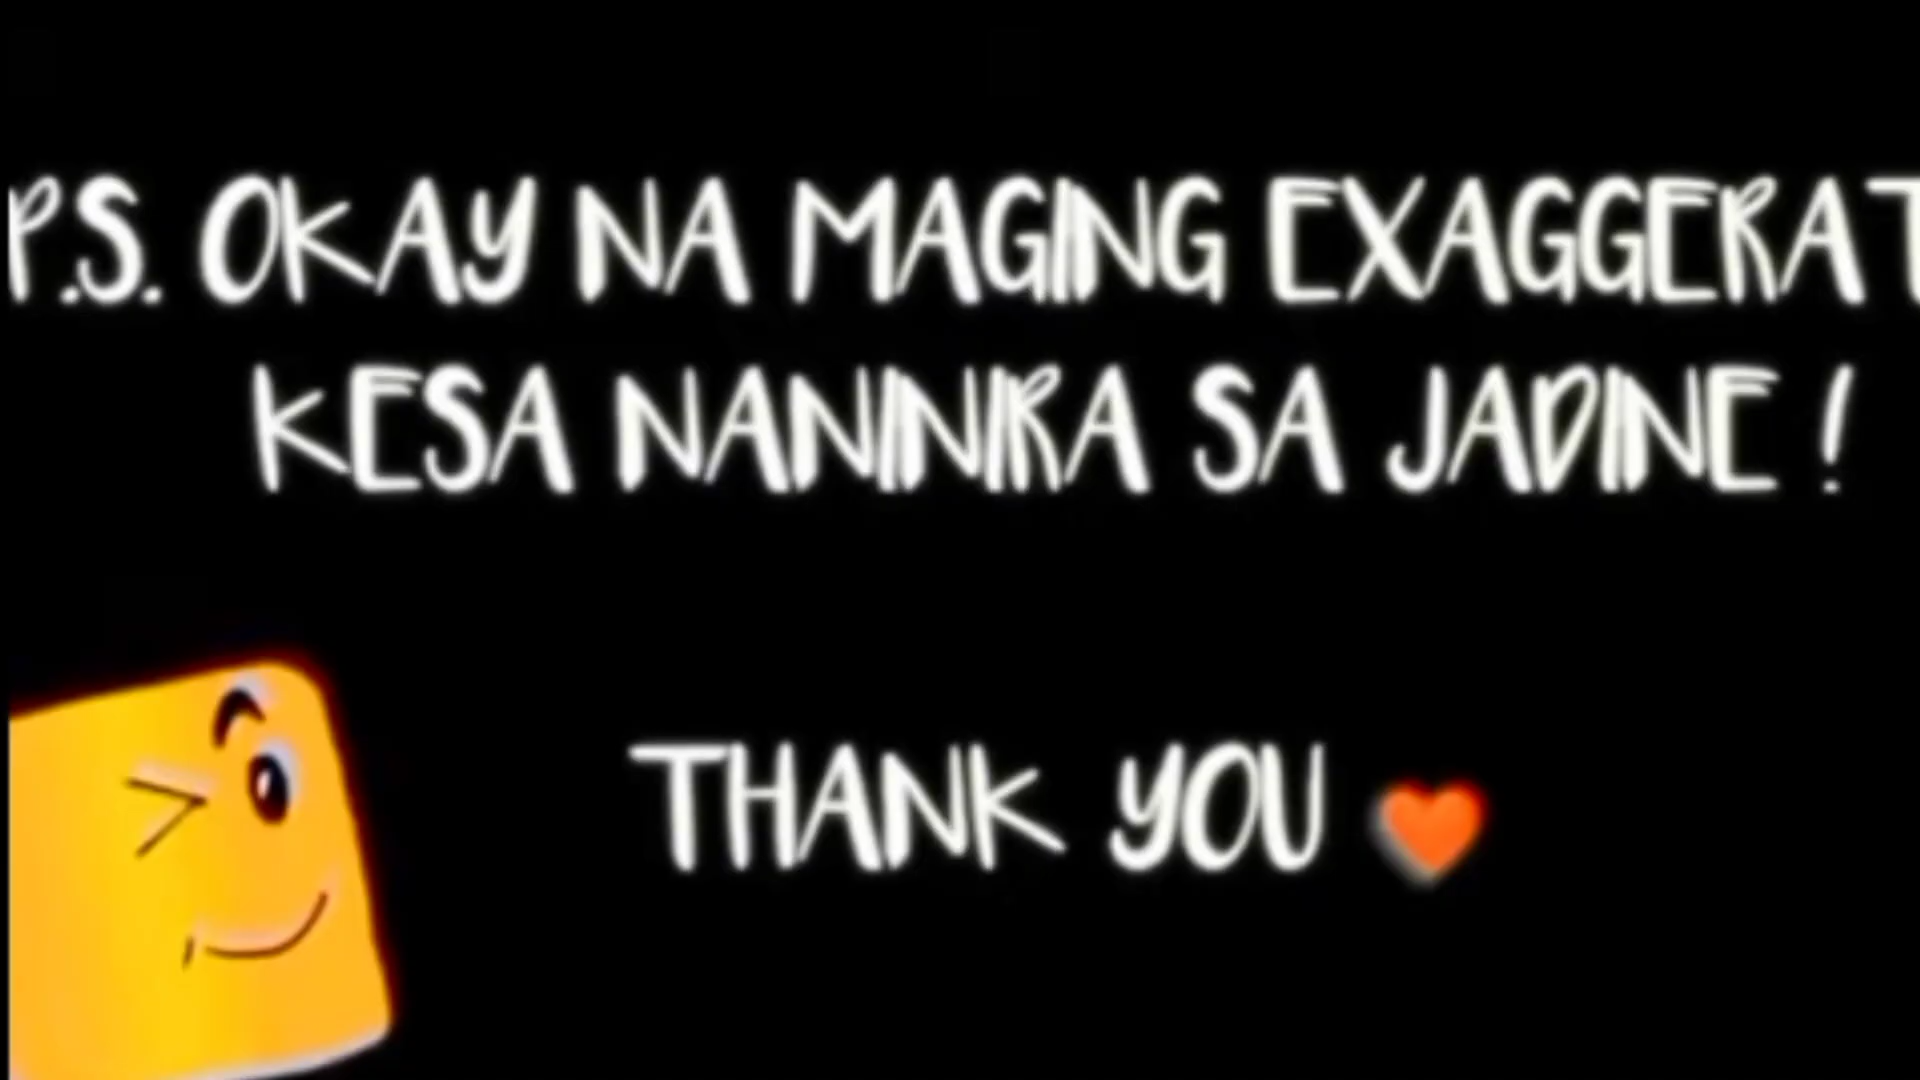 P.S. OKAY NA MAGING EXAGGERAT
KESA NANINIRA SA JADINE !
THANK YOU ❤